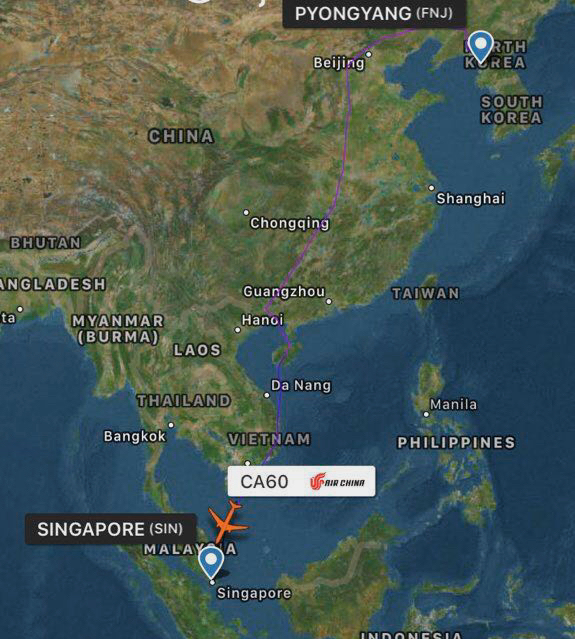 PYONGYANG (FNJ)
Beijing
NORTH
KOREA
SOUTH
KOREA
CHINA
Shanghai
Chongqing
BHUTAN
ANGLADESH
Guangzhou
TAIWAN
ta
MYANMAR
(BURMA)
Hanoi
LAOS
Da Nang
THAILAND
Manila
Bangkok
VIETNAM
PHILIPPINES
CA60 AIR CHINA
SINGAPORE (SIN)
MALAYSIA
Singapore
INDONESIA